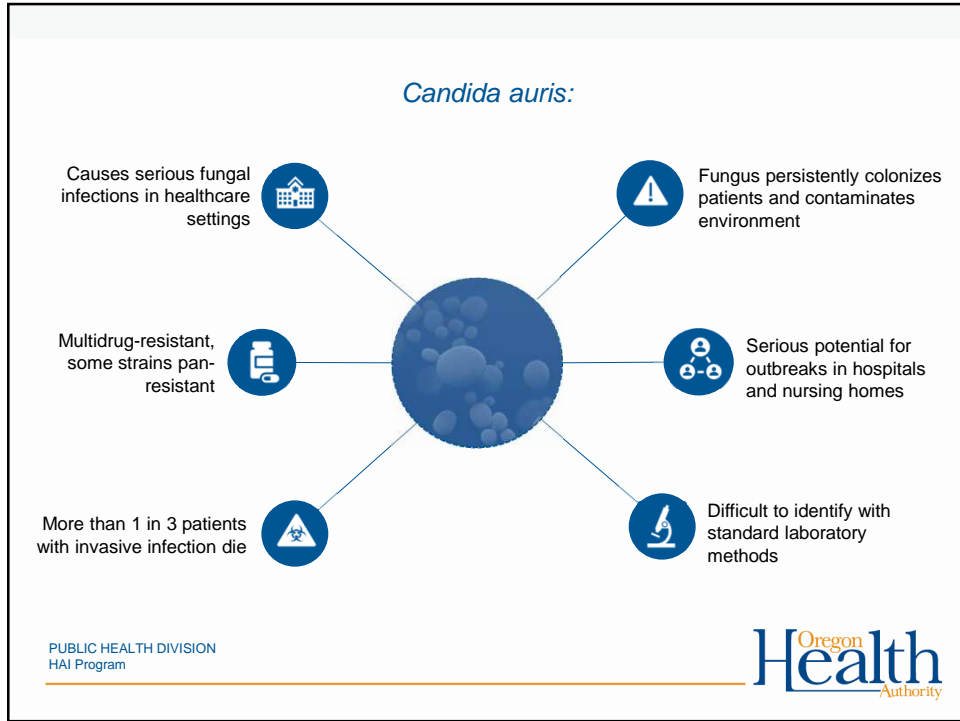 Candida auris:
Causes serious fungal
infections in healthcare
settings
Multidrug-resistant,
some strains pan-
resistant
More than 1 in 3 patients
with invasive infection die
Fungus persistently colonizes
patients and contaminates
environment
Serious potential for
outbreaks in hospitals
and nursing homes
Difficult to identify with
standard laboratory
methods
PUBLIC HEALTH DIVISION
HAI Program
Oregon
Health
Authority